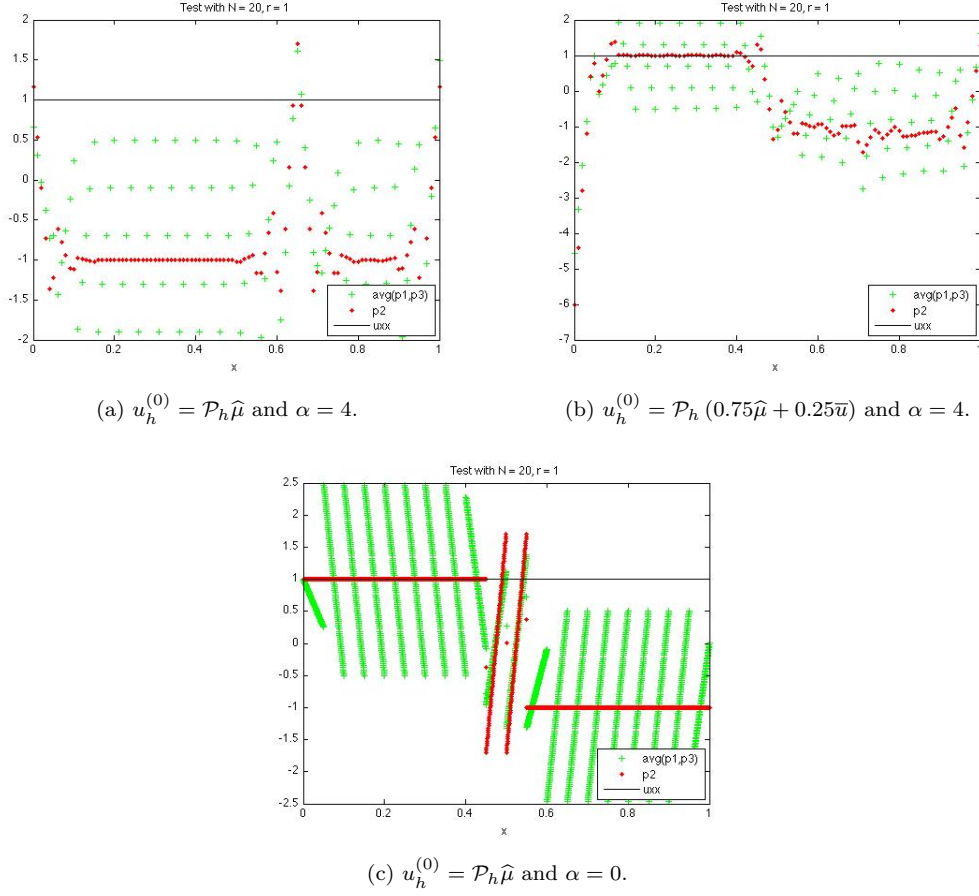 Test with N = 20, r = 1
2
1.5
1
0.5
0
-0.5
-1
-1.5
-2
0
0.2
0.4
0.6
0.8
1
x
avg(p1,p3)
p2
uxx
(a) $u_h^{(0)} = \mathcal{P}_h \widehat{\mu}$ and $\alpha = 4$.
Test with N = 20, r = 1
2
1
0
-1
-2
-3
-4
-5
-6
-7
0
0.2
0.4
0.6
0.8
1
x
avg(p1,p3)
p2
uxx
(b) $u_h^{(0)} = \mathcal{P}_h (0.75\widehat{\mu} + 0.25\overline{u})$ and $\alpha = 4$.
Test with N = 20, r = 1
2.5
2
1.5
1
0.5
0
-0.5
-1
-1.5
-2
-2.5
0
0.2
0.4
0.6
0.8
1
x
avg(p1,p3)
p2
uxx
(c) $u_h^{(0)} = \mathcal{P}_h \widehat{\mu}$ and $\alpha = 0$.